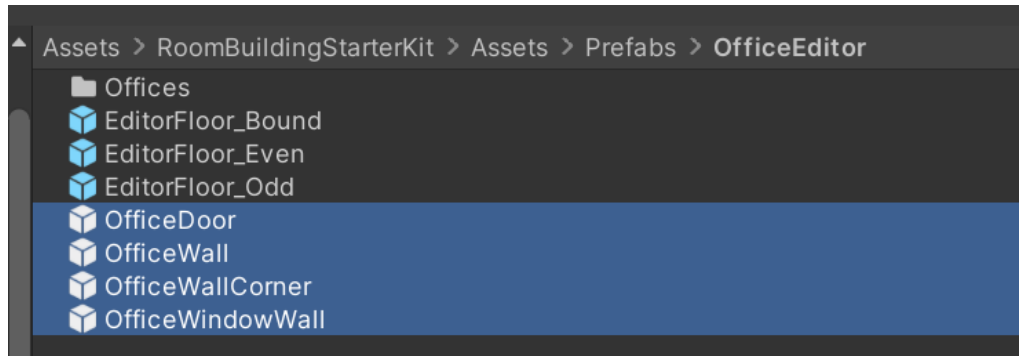 Assets > RoomBuildingStarterKit > Assets > Prefabs > OfficeEditor
Offices
EditorFloor_Bound
EditorFloor_Even
EditorFloor_Odd
OfficeDoor
OfficeWall
OfficeWallCorner
OfficeWindowWall